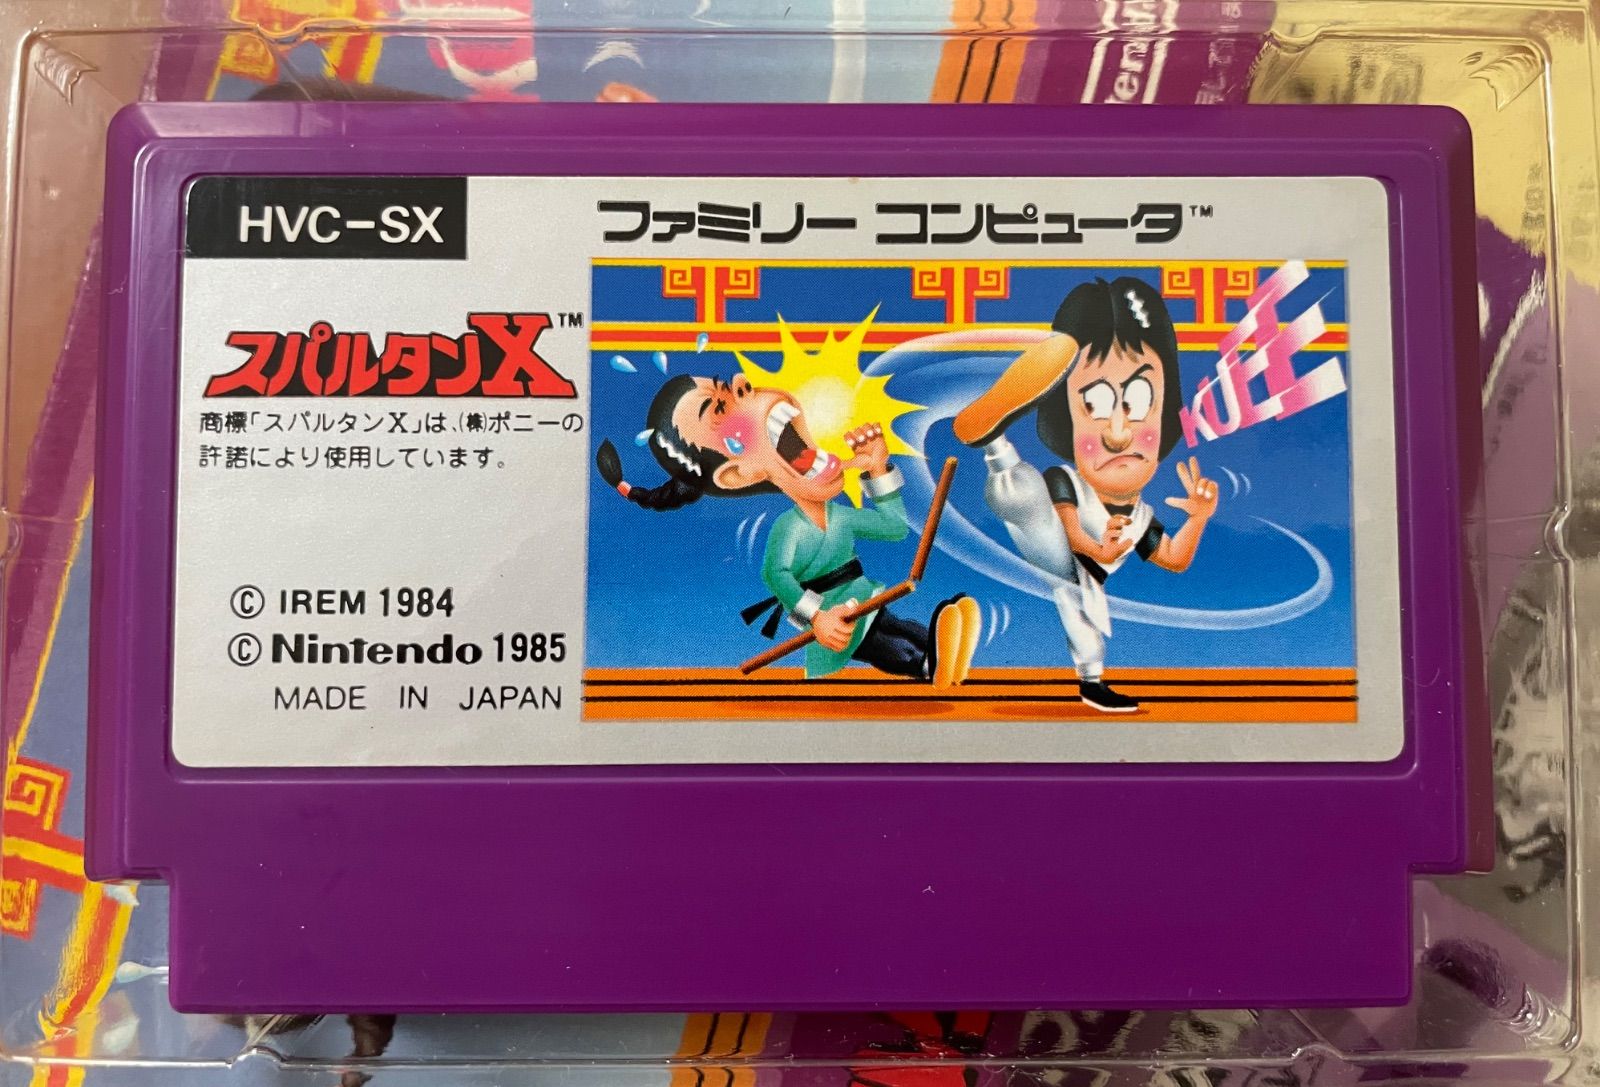 HVC-SX
ファミリー コンピュータ™
スパルタンX™
商標「スパルタンX」は、(株)ポニーの
許諾により使用しています。
© IREM 1984
© Nintendo 1985
MADE IN JAPAN
KUEEE